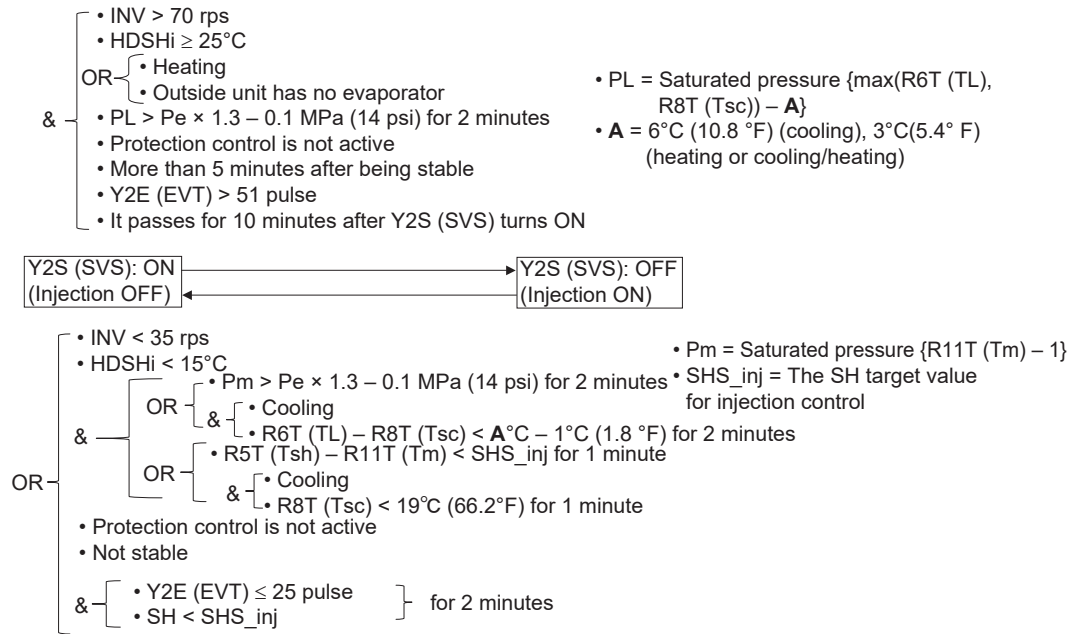 • INV > 70 rps
• HDSHi ≥ 25°C
OR
• Heating
• Outside unit has no evaporator
&
• PL > Pe × 1.3 – 0.1 MPa (14 psi) for 2 minutes
• Protection control is not active
• More than 5 minutes after being stable
• Y2E (EVT) > 51 pulse
• It passes for 10 minutes after Y2S (SVS) turns ON
• PL = Saturated pressure {max(R6T (TL),
R8T (Tsc)) – A}
• A = 6°C (10.8 °F) (cooling), 3°C(5.4° F)
(heating or cooling/heating)
Y2S (SVS): ON
(Injection OFF)
Y2S (SVS): OFF
(Injection ON)
OR
• INV < 35 rps
• HDSHi < 15°C
&
OR
• Pm > Pe × 1.3 – 0.1 MPa (14 psi) for 2 minutes
&
• Cooling
• R6T (TL) – R8T (Tsc) < A°C – 1°C (1.8 °F) for 2 minutes
OR
• R5T (Tsh) – R11T (Tm) < SHS_inj for 1 minute
&
• Cooling
• R8T (Tsc) < 19°C (66.2°F) for 1 minute
• Protection control is not active
• Not stable
&
• Y2E (EVT) ≤ 25 pulse
• SH < SHS_inj
for 2 minutes
• Pm = Saturated pressure {R11T (Tm) – 1}
• SHS_inj = The SH target value
for injection control